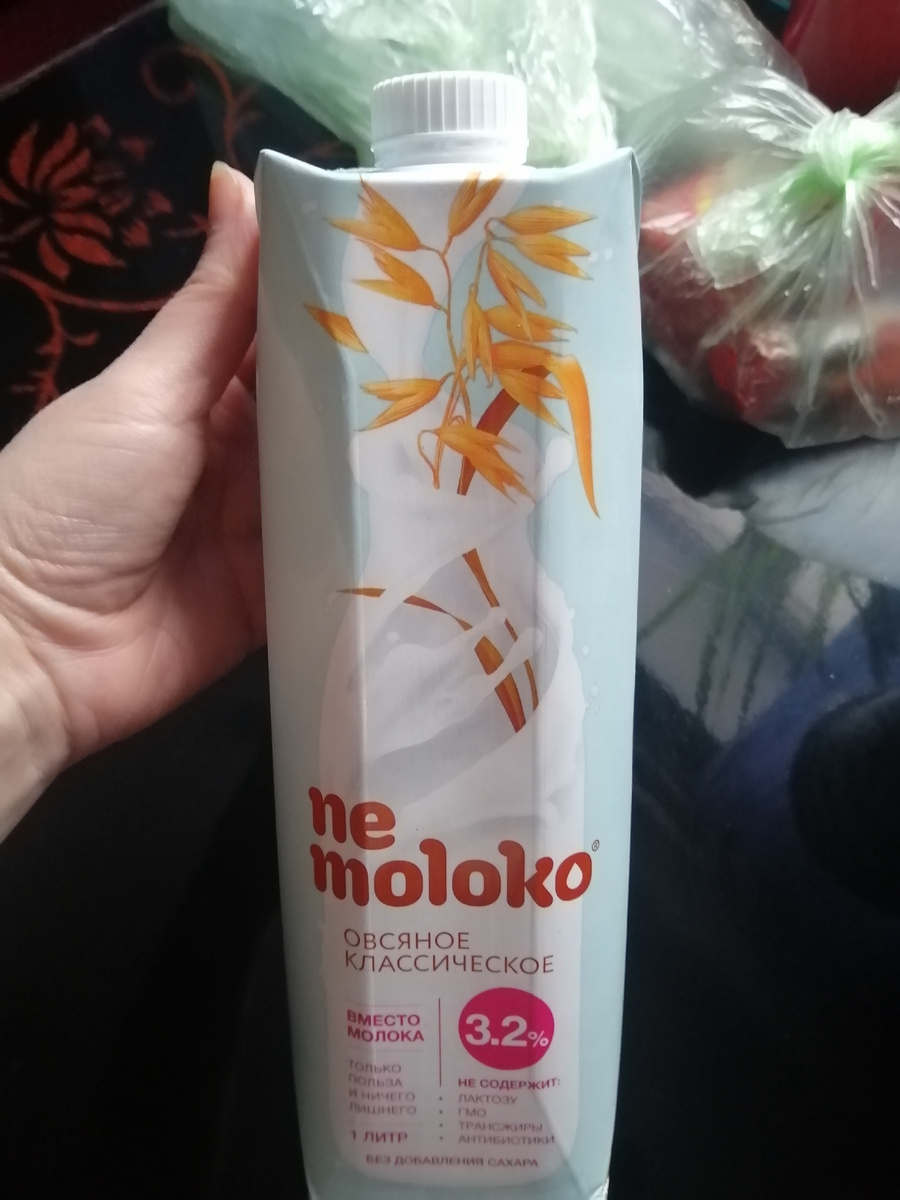 ne
moloko®
ОВСЯНОЕ
КЛАССИЧЕСКОЕ
ВМЕСТО
МОЛОКА
ТОЛЬКО
ПОЛЬЗА
И НИЧЕГО
ЛИШНЕГО
1 ЛИТР
3.2%
НЕ СОДЕРЖИТ:
• ЛАКТОЗУ
• ГМО
• ТРАНСЖИРЫ
• АНТИБИОТИКИ
БЕЗ ДОБАВЛЕНИЯ САХАРА